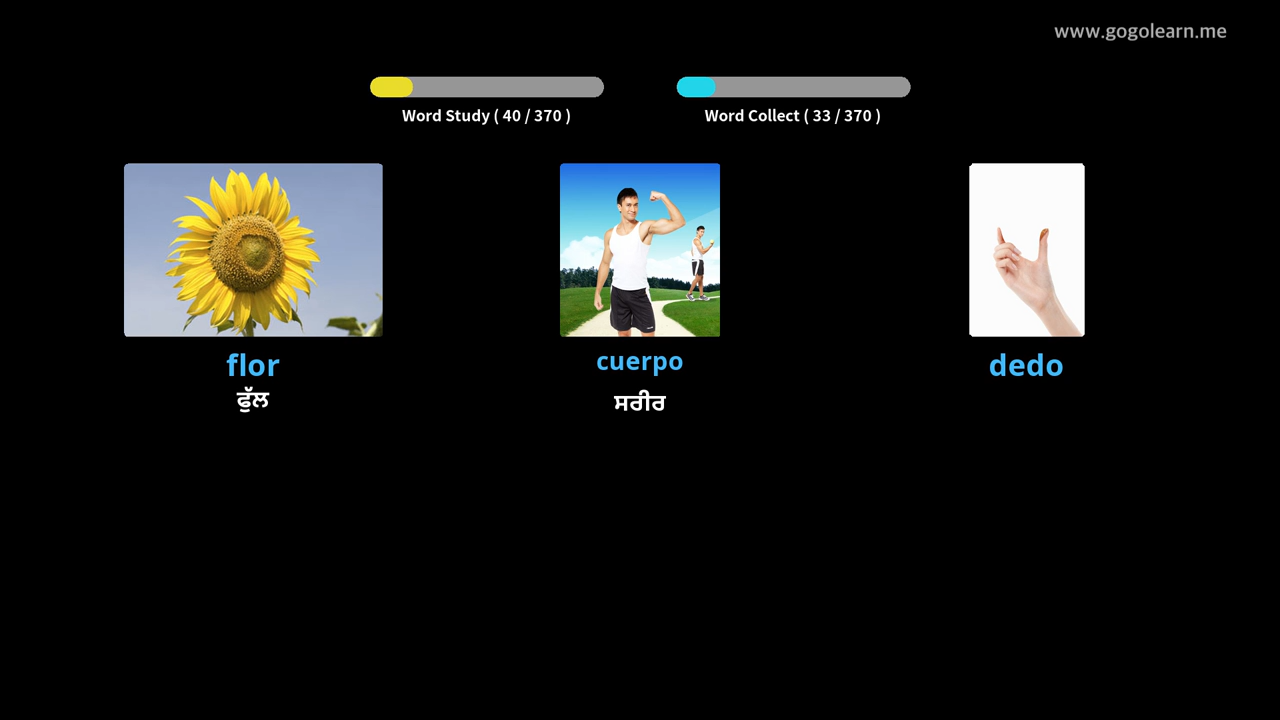 www.gogolearn.me
Word Study ( 40 / 370 )
Word Collect ( 33 / 370 )
flor
cuerpo
dedo
ਫੁੱਲ
ਸਰੀਰ